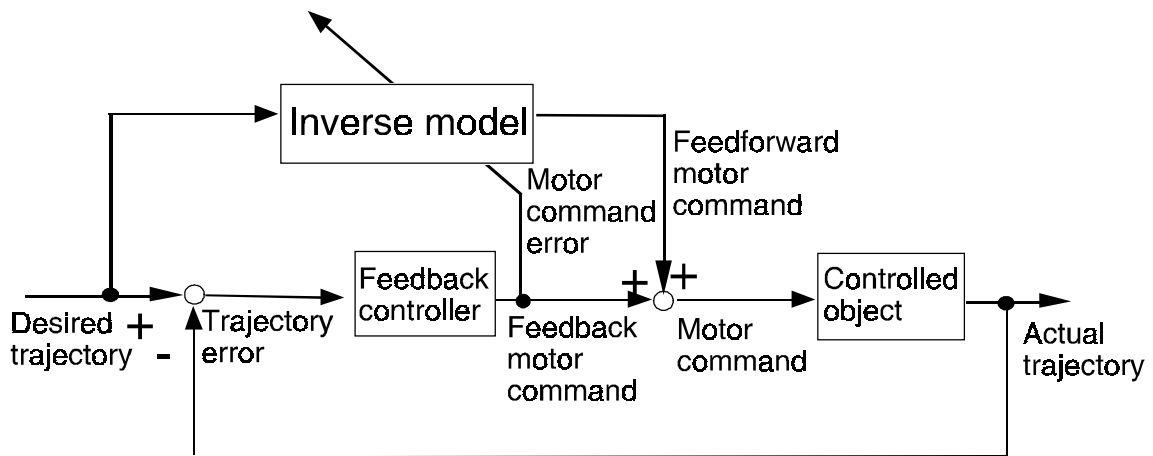 Inverse model
Feedforward
motor
command
Motor
command
error
Feedback
controller
Controlled
object
+
+
Desired +
trajectory -
Trajectory
error
Feedback
motor
command
Motor
command
Actual
trajectory